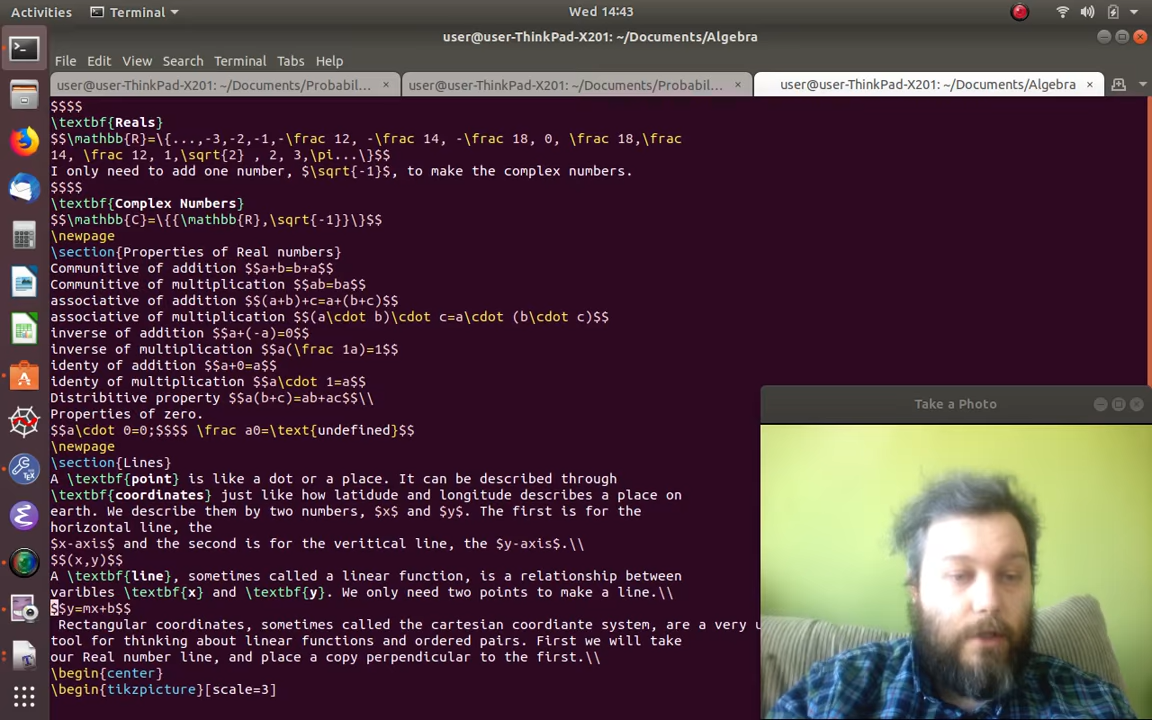 Activities
Terminal
Wed 14:43
user@user-ThinkPad-X201: ~/Documents/Algebra
File Edit View Search Terminal Tabs Help
user@user-ThinkPad-X201: ~/Documents/Probabil... ×
user@user-ThinkPad-X201: ~/Documents/Probabil... ×
user@user-ThinkPad-X201: ~/Documents/Algebra ×
$$$$
\textbf{Reals}
$$\mathbb{R}=\{...,-3,-2,-1,-\frac 12, -\frac 14, -\frac 18, 0, \frac 18,\frac
14, \frac 12, 1,\sqrt{2} , 2, 3,\pi...\}$$
I only need to add one number, $\sqrt{-1}$, to make the complex numbers.
$$$$
\textbf{Complex Numbers}
$$\mathbb{C}=\{{\mathbb{R},\sqrt{-1}}\}$$
\newpage
\section{Properties of Real numbers}
Communitive of addition $$a+b=b+a$$
Communitive of multiplication $$ab=ba$$
associative of addition $$(a+b)+c=a+(b+c)$$
associative of multiplication $$(a\cdot b)\cdot c=a\cdot (b\cdot c)$$
inverse of addition $$a+(-a)=0$$
inverse of multiplication $$a(\frac 1a)=1$$
identy of addition $$a+0=a$$
identy of multiplication $$a\cdot 1=a$$
Distribitive property $$a(b+c)=ab+ac$$\\
Properties of zero.
$$a\cdot 0=0;$$$$ \frac a0=\text{undefined}$$
\newpage
\section{Lines}
A \textbf{point} is like a dot or a place. It can be described through
\textbf{coordinates} just like how latidude and longitude describes a place on
earth. We describe them by two numbers, $x$ and $y$. The first is for the
horizontal line, the
$x-axis$ and the second is for the veritical line, the $y-axis$.\\
$$(x,y)$$
A \textbf{line}, sometimes called a linear function, is a relationship between
varibles \textbf{x} and \textbf{y}. We only need two points to make a line.\\
$$y=mx+b$$
Rectangular coordinates, sometimes called the cartesian coordiante system, are a very
tool for thinking about linear functions and ordered pairs. First we will take
our Real number line, and place a copy perpendicular to the first.\\
\begin{center}
\begin{tikzpicture}[scale=3]
Take a Photo